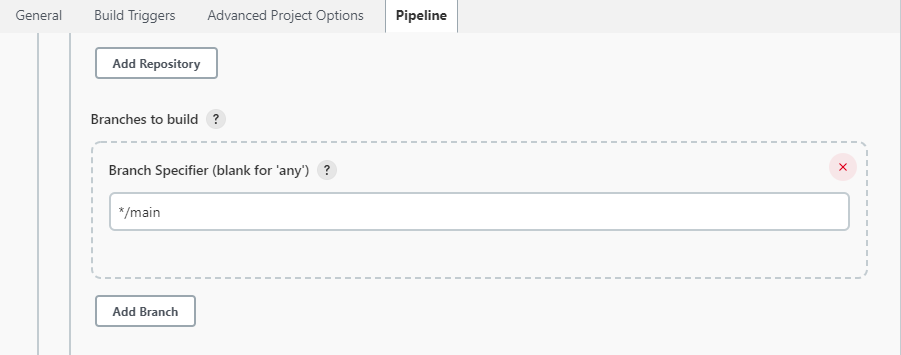 General Build Triggers Advanced Project Options Pipeline
Add Repository
Branches to build ?
Branch Specifier (blank for 'any') ?
*/main
Add Branch